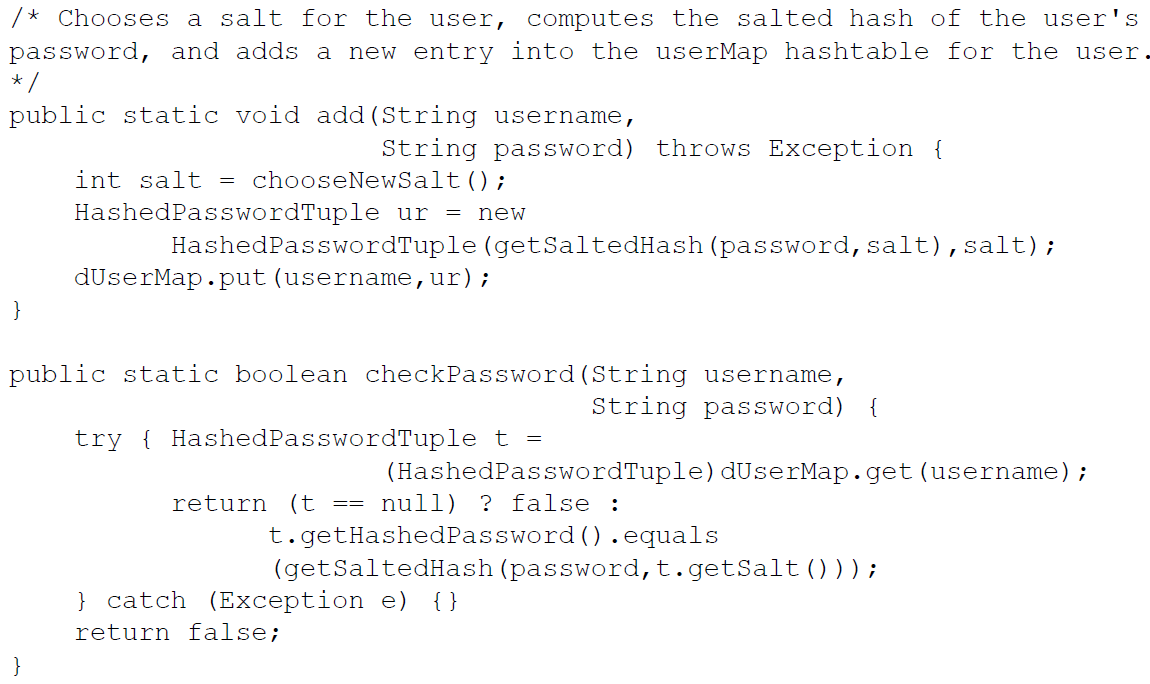 /* Chooses a salt for the user, computes the salted hash of the user's
password, and adds a new entry into the userMap hashtable for the user.
*/
public static void add(String username,
                       String password) throws Exception {
    int salt = chooseNewSalt();
    HashedPasswordTuple ur = new
          HashedPasswordTuple(getSaltedHash(password,salt),salt);
    dUserMap.put(username,ur);
}

public static boolean checkPassword(String username,
                                    String password) {
    try { HashedPasswordTuple t =
                       (HashedPasswordTuple)dUserMap.get(username);
          return (t == null) ? false :
                t.getHashedPassword().equals
                (getSaltedHash(password,t.getSalt()));
    } catch (Exception e) {}
    return false;
}